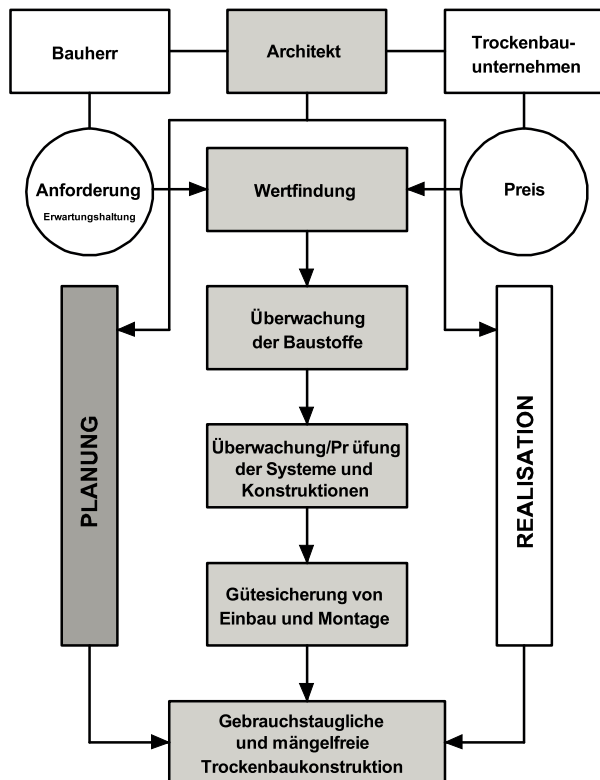 Bauherr
Architekt
Trockenbau-
unternehmen
Anforderung
Erwartungshaltung
Wertfindung
Preis
Überwachung
der Baustoffe
PLANUNG
REALISATION
Überwachung/Pr üfung
der Systeme und
Konstruktionen
Gütesicherung von
Einbau und Montage
Gebrauchstaugliche
und mängelfreie
Trockenbaukonstruktion